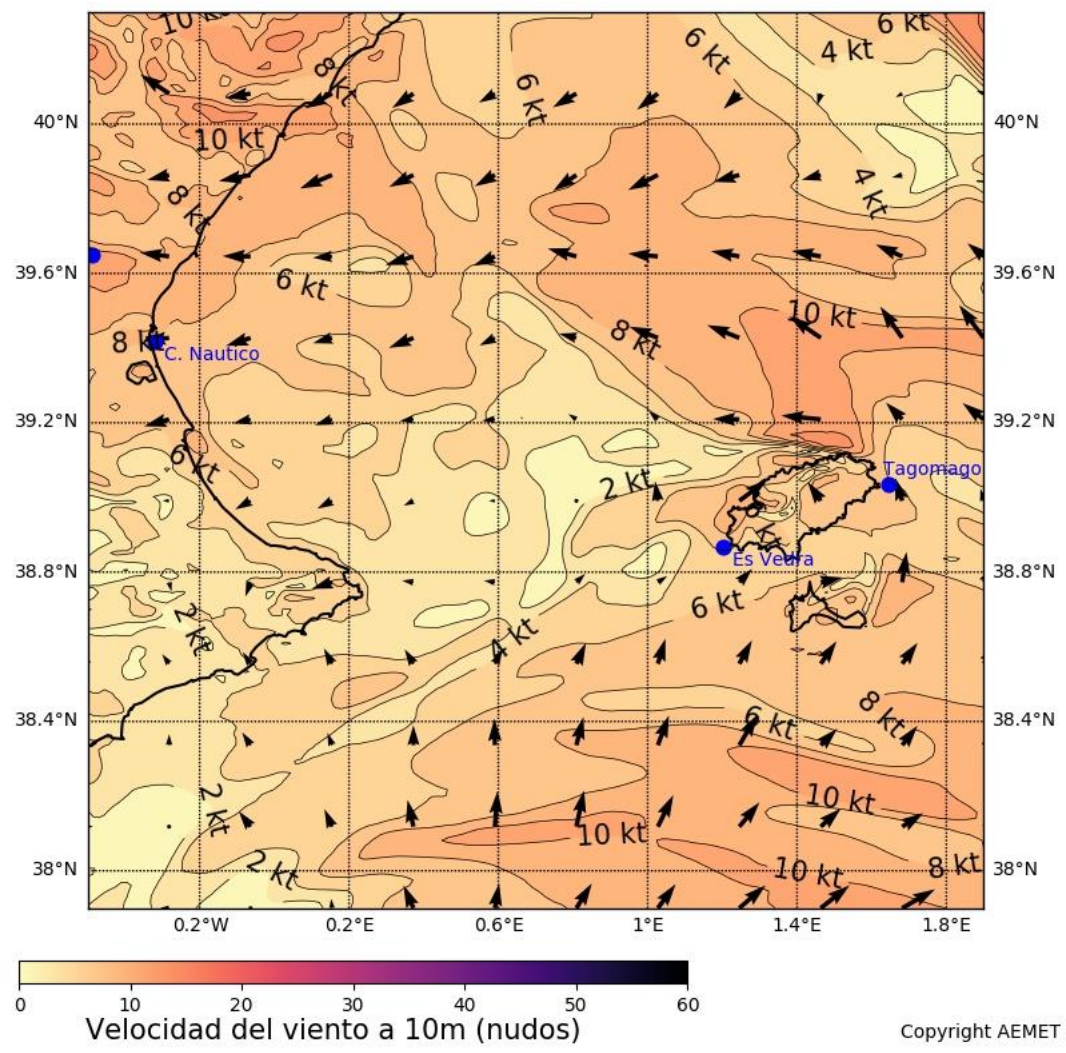 10 kt
6 kt
8 kt
6 kt
4 kt
6 kt
40°N
10 kt
40°N
8 kt
4 kt
39.6°N
6 kt
39.6°N
10 kt
8 kt
8 kt
C. Nautico
39.2°N
39.2°N
6 kt
Tagomago
2 kt
6 kt
Es Vedra
38.8°N
38.8°N
6 kt
2 kt
4 kt
38.4°N
6 kt
8 kt
38.4°N
2 kt
10 kt
10 kt
38°N
2 kt
10 kt
8 kt
38°N
0.2°W
0.2°E
0.6°E
1°E
1.4°E
1.8°E
0
10
20
30
40
50
60
Velocidad del viento a 10m (nudos)
Copyright AEMET